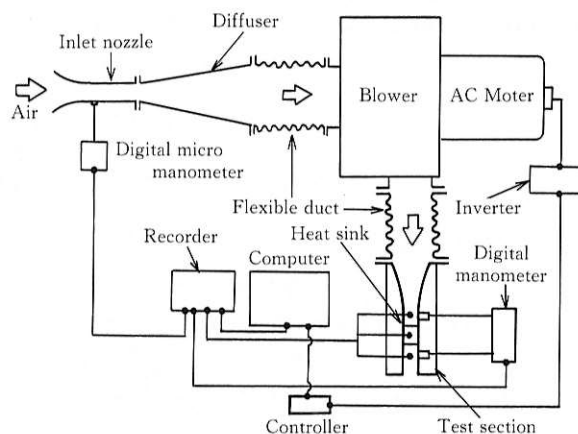 Diffuser
Inlet nozzle
Air
Blower
AC Moter
Digital micro
manometer
Flexible duct
Inverter
Recorder
Heat sink
Computer
Digital
manometer
Controller
Test section